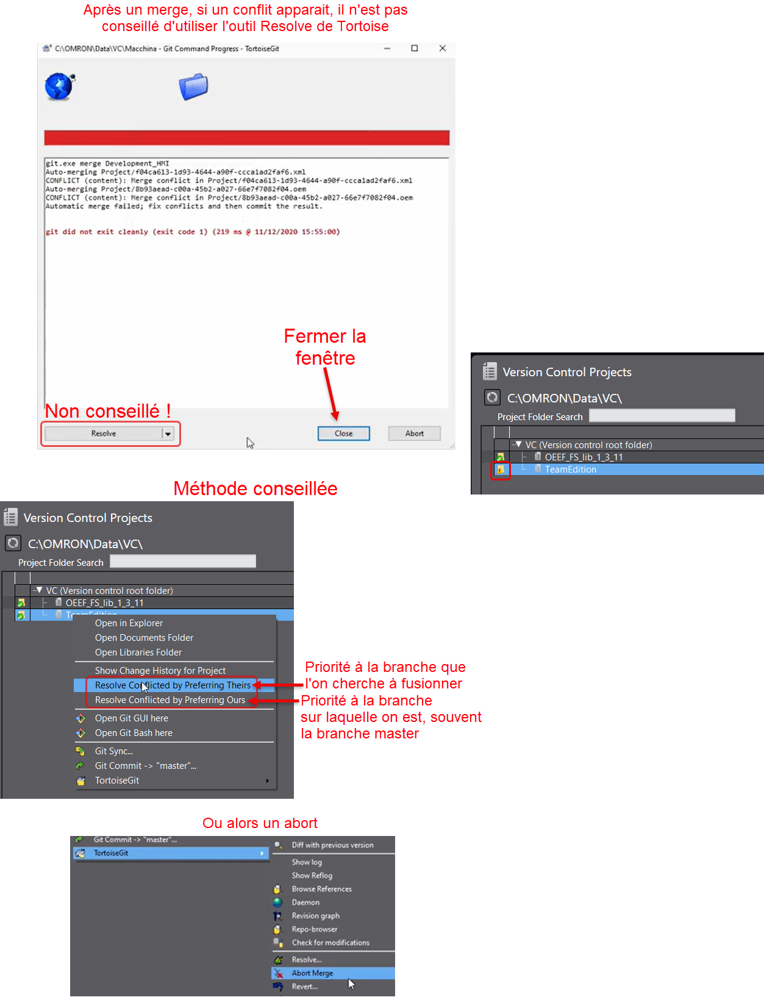 Après un merge, si un conflit apparait, il n'est pas
conseillé d'utiliser l'outil Resolve de Tortoise
C:\OMRON\Data\VC\Macchina - Git Command Progress - TortoiseGit
git.exe merge Development_HMI
Auto-merging Project/f04ca613-1d93-4644-a90f-ccca1ad2faf6.xml
CONFLICT (content): Merge conflict in Project/f04ca613-1d93-4644-a90f-ccca1ad2faf6.xml
Auto-merging Project/8b93aead-c00a-45b2-a027-66e7f7082f04.oem
CONFLICT (content): Merge conflict in Project/8b93aead-c00a-45b2-a027-66e7f7082f04.oem
Automatic merge failed; fix conflicts and then commit the result.
git did not exit cleanly (exit code 1) (219 ms @ 11/12/2020 15:55:00)
Fermer la
fenêtre
Non conseillé !
Resolve
Close
Abort
Version Control Projects
C:\OMRON\Data\VC\
Project Folder Search
VC (Version control root folder)
OEEF_FS_lib_1_3_11
TeamEdition
Méthode conseillée
Version Control Projects
C:\OMRON\Data\VC\
Project Folder Search
VC (Version control root folder)
OEEF_FS_lib_1_3_11
TeamEdition
Open in Explorer
Open Documents Folder
Open Libraries Folder
Show Change History for Project
Resolve Conflicted by Preferring Theirs
Resolve Conflicted by Preferring Ours
Open Git GUI here
Open Git Bash here
Git Sync...
Git Commit -> "master"...
TortoiseGit
Priorité à la branche que
l'on cherche à fusionner
Priorité à la branche
sur laquelle on est, souvent
la branche master
Ou alors un abort
Git Commit -> "master"...
TortoiseGit
Diff with previous version
Show log
Show Reflog
Browse References
Daemon
Revision graph
Repo-browser
Check for modifications
Resolve...
Abort Merge
Revert...